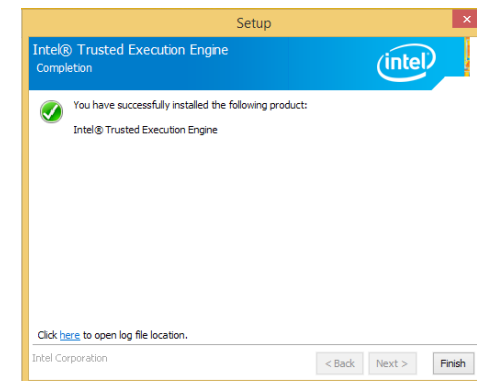 Setup
Intel® Trusted Execution Engine
Completion
intel
You have successfully installed the following product:
Intel® Trusted Execution Engine
Click here to open log file location.
Intel Corporation
< Back Next > Finish